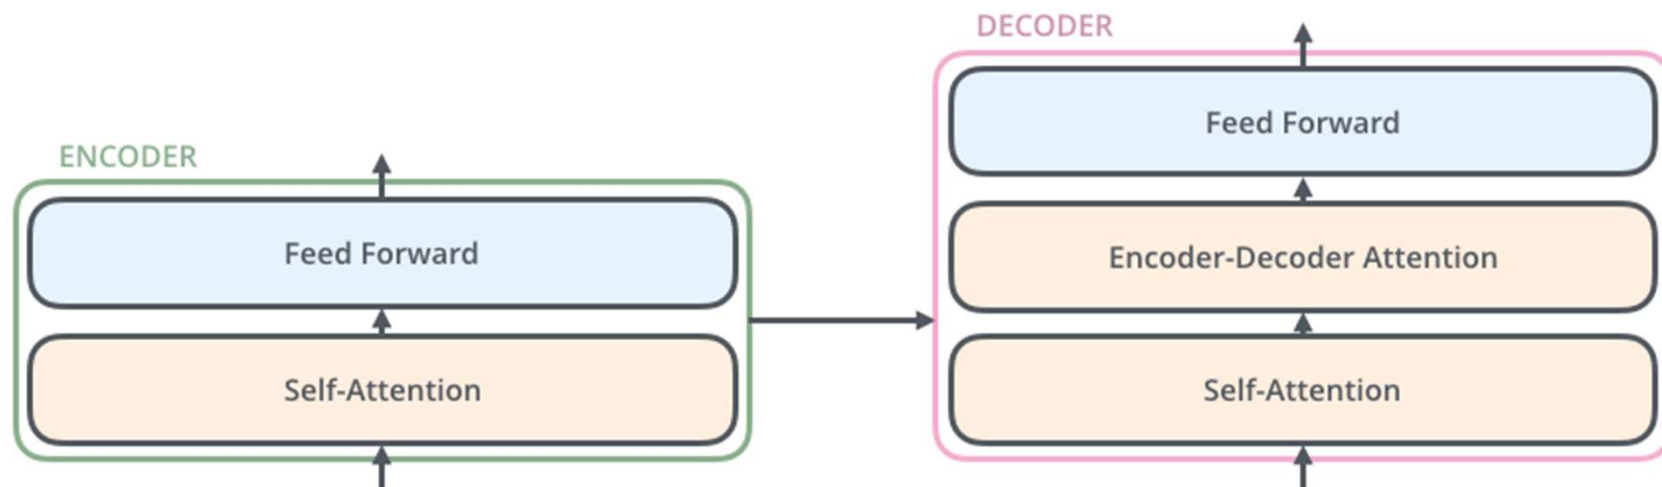 ENCODER
Feed Forward
Self-Attention
DECODER
Feed Forward
Encoder-Decoder Attention
Self-Attention